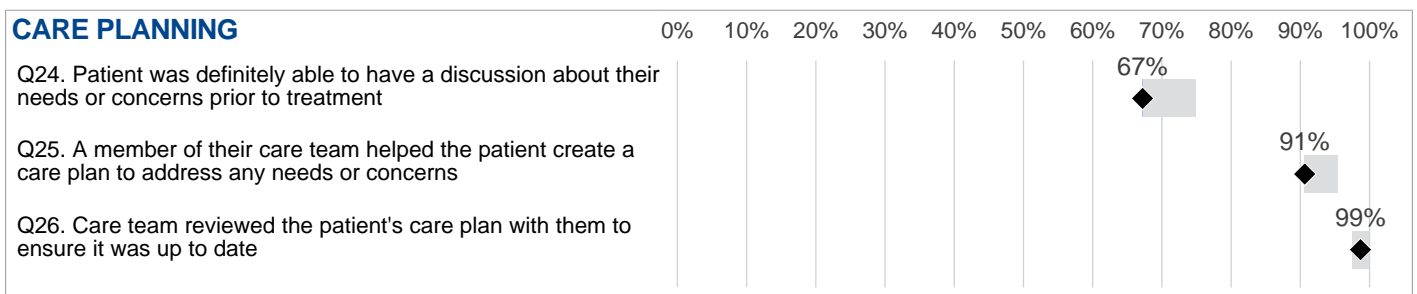 CARE PLANNING 0% 10% 20% 30% 40% 50% 60% 70% 80% 90% 100%
Q24. Patient was definitely able to have a discussion about their
needs or concerns prior to treatment
67%
Q25. A member of their care team helped the patient create a
care plan to address any needs or concerns
91%
Q26. Care team reviewed the patient's care plan with them to
ensure it was up to date
99%